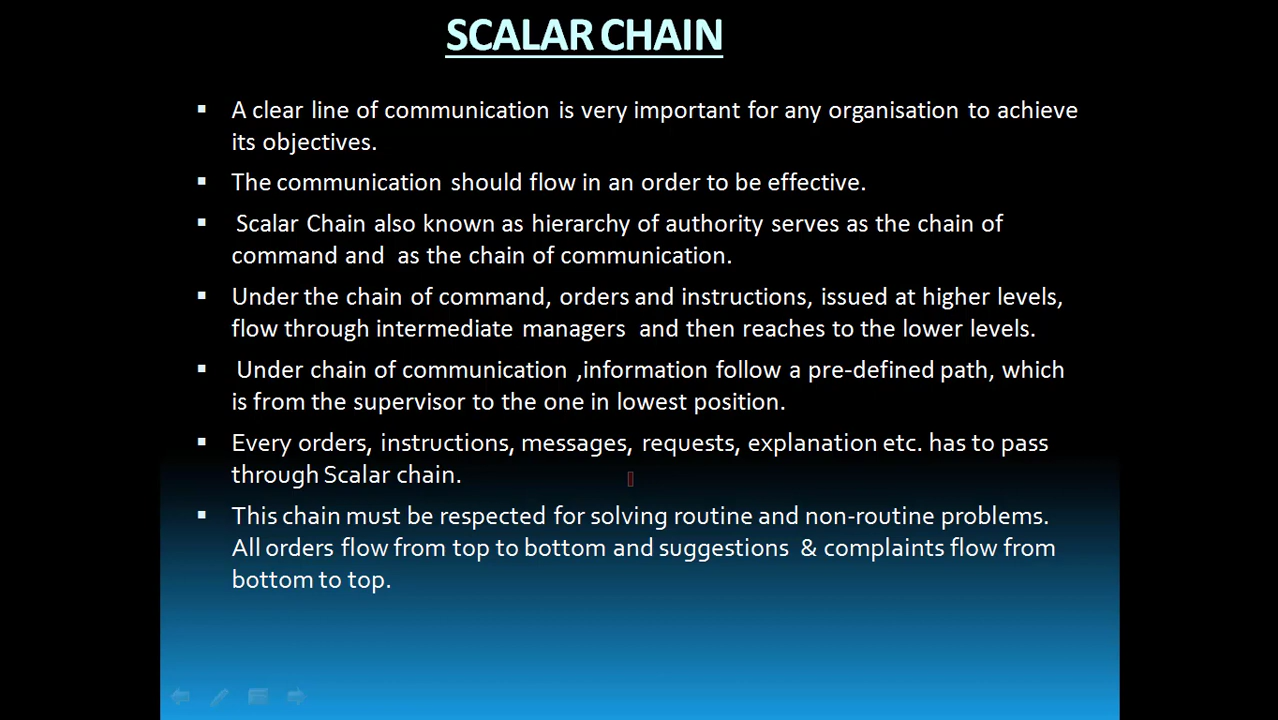 SCALAR CHAIN
▪ A clear line of communication is very important for any organisation to achieve
its objectives.
▪ The communication should flow in an order to be effective.
▪ Scalar Chain also known as hierarchy of authority serves as the chain of
command and as the chain of communication.
▪ Under the chain of command, orders and instructions, issued at higher levels,
flow through intermediate managers and then reaches to the lower levels.
▪ Under chain of communication ,information follow a pre-defined path, which
is from the supervisor to the one in lowest position.
▪ Every orders, instructions, messages, requests, explanation etc. has to pass
through Scalar chain.
▪ This chain must be respected for solving routine and non-routine problems.
All orders flow from top to bottom and suggestions & complaints flow from
bottom to top.